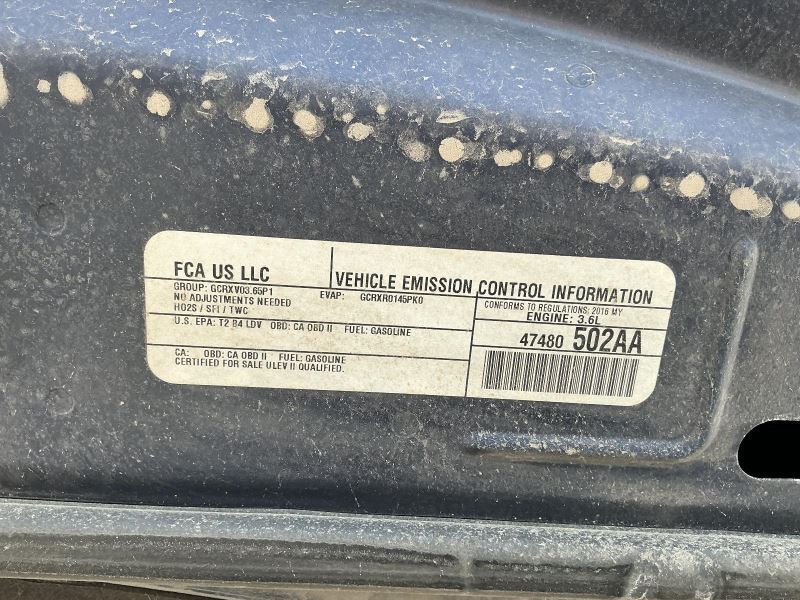 FCA US LLC
VEHICLE EMISSION CONTROL INFORMATION
GROUP: GCRXV03.65P1 EVAP: GCRXR0145PK0
NO ADJUSTMENTS NEEDED
HO2S / SFI / TWC
U.S. EPA: T2 B4 LDV OBD: CA OBD II FUEL: GASOLINE
CA: OBD: CA OBD II FUEL: GASOLINE
CERTIFIED FOR SALE ULEV II QUALIFIED.
CONFORMS TO REGULATIONS: 2016 MY
ENGINE: 3.6L
47480 502AA